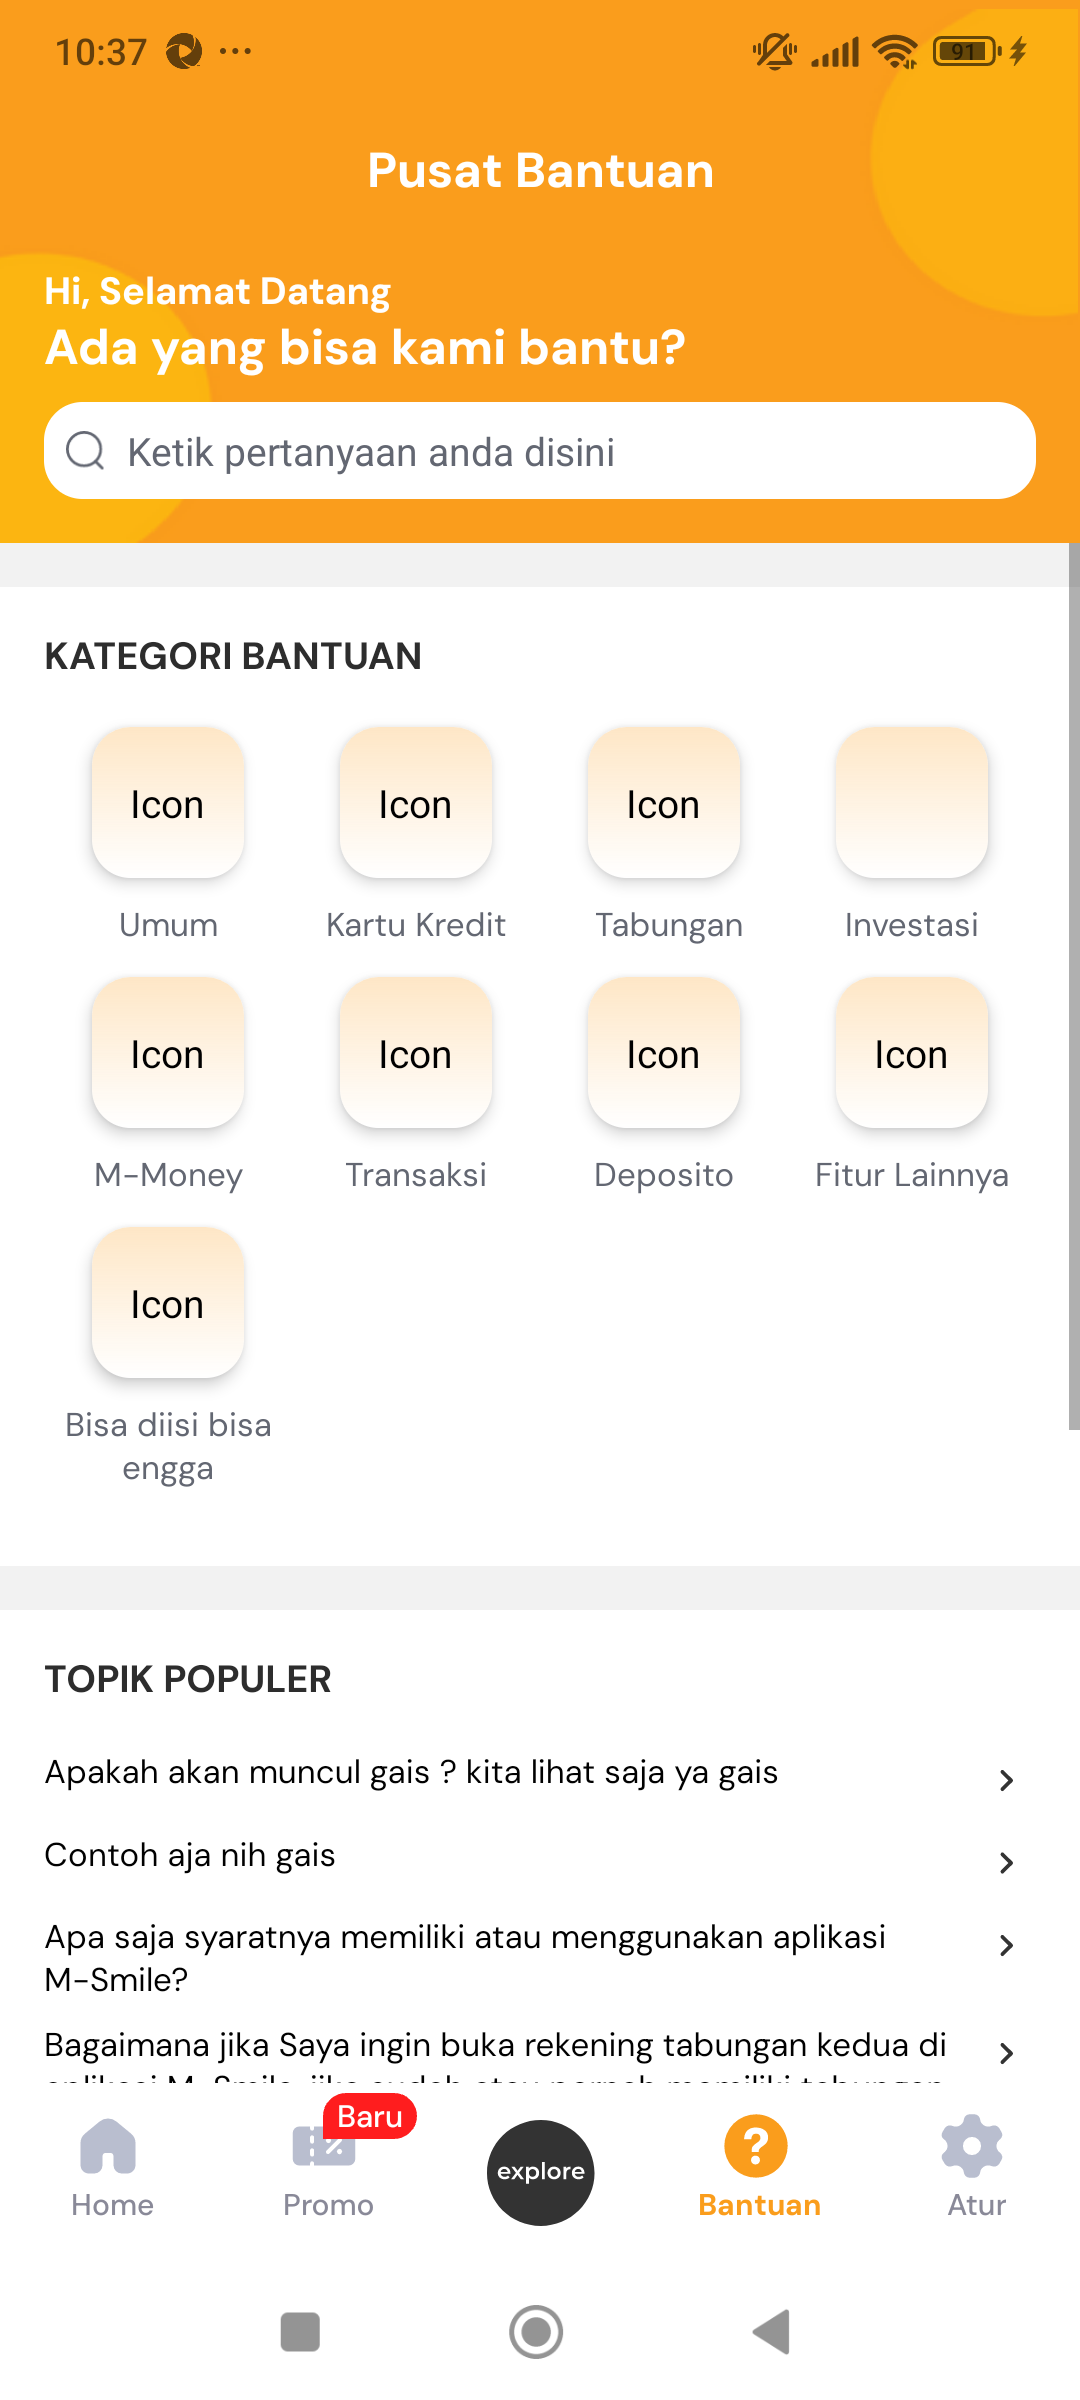 10:37
91
Pusat Bantuan
Hi, Selamat Datang
Ada yang bisa kami bantu?
Ketik pertanyaan anda disini
KATEGORI BANTUAN
Icon Icon Icon
Umum Kartu Kredit Tabungan Investasi
Icon Icon Icon Icon
M-Money Transaksi Deposito Fitur Lainnya
Icon
Bisa diisi bisa
engga
TOPIK POPULER
Apakah akan muncul gais ? kita lihat saja ya gais
Contoh aja nih gais
Apa saja syaratnya memiliki atau menggunakan aplikasi
M-Smile?
Bagaimana jika Saya ingin buka rekening tabungan kedua di
Baru
explore
Home Promo Bantuan Atur